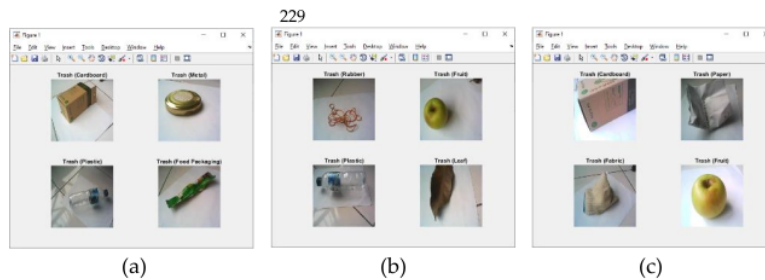 229
Figure 1
File Edit View Insert Tools Desktop Window Help
Trash (Cardboard) Trash (Metal)
Trash (Plastic) Trash (Food Packaging)
(a)
Figure 1
File Edit View Insert Tools Desktop Window Help
Trash (Rubber) Trash (Fruit)
Trash (Plastic) Trash (Leaf)
(b)
Figure 1
File Edit View Insert Tools Desktop Window Help
Trash (Cardboard) Trash (Paper)
Trash (Fabric) Trash (Fruit)
(c)